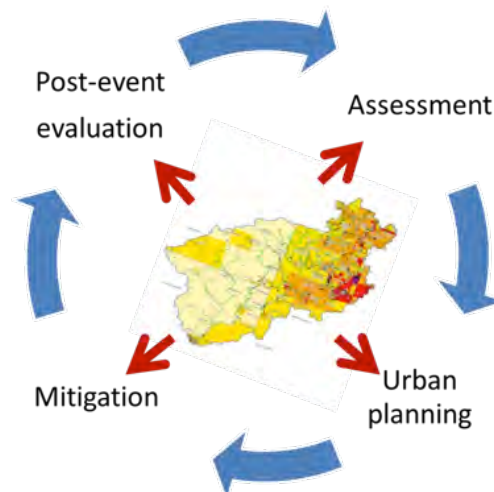 Post-event
evaluation
Assessment
Mitigation
Urban
planning